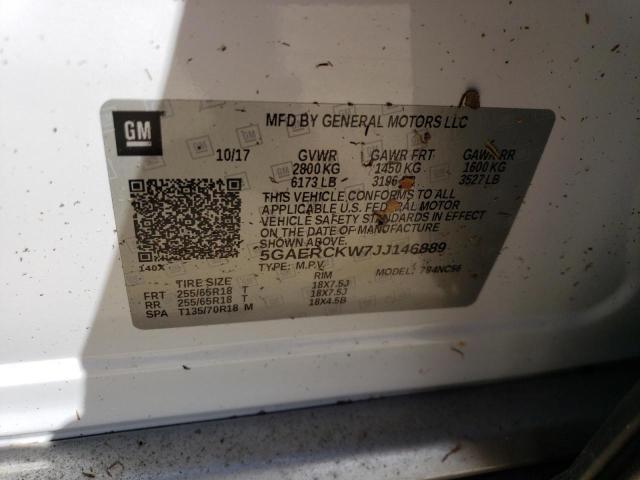 GM
MFD BY GENERAL MOTORS LLC
10/17 GVWR GAWR FRT GAWR RR
2800 KG 1450 KG 1600 KG
6173 LB 3196 3527 LB
THIS VEHICLE CONFORMS TO ALL
APPLICABLE U.S. FEDERAL MOTOR
VEHICLE SAFETY STANDARDS IN EFFECT
ON THE DATE OF MANUFACTURE
SHOWN ABOVE.
5GAERCKW7JJ146889
140X TYPE: M.P.V. MODEL:
TIRE SIZE RIM
FRT 255/65R18 T 18X7.5J
RR 255/65R18 T 18X7.5J
SPA T135/70R18 M 18X4.5B